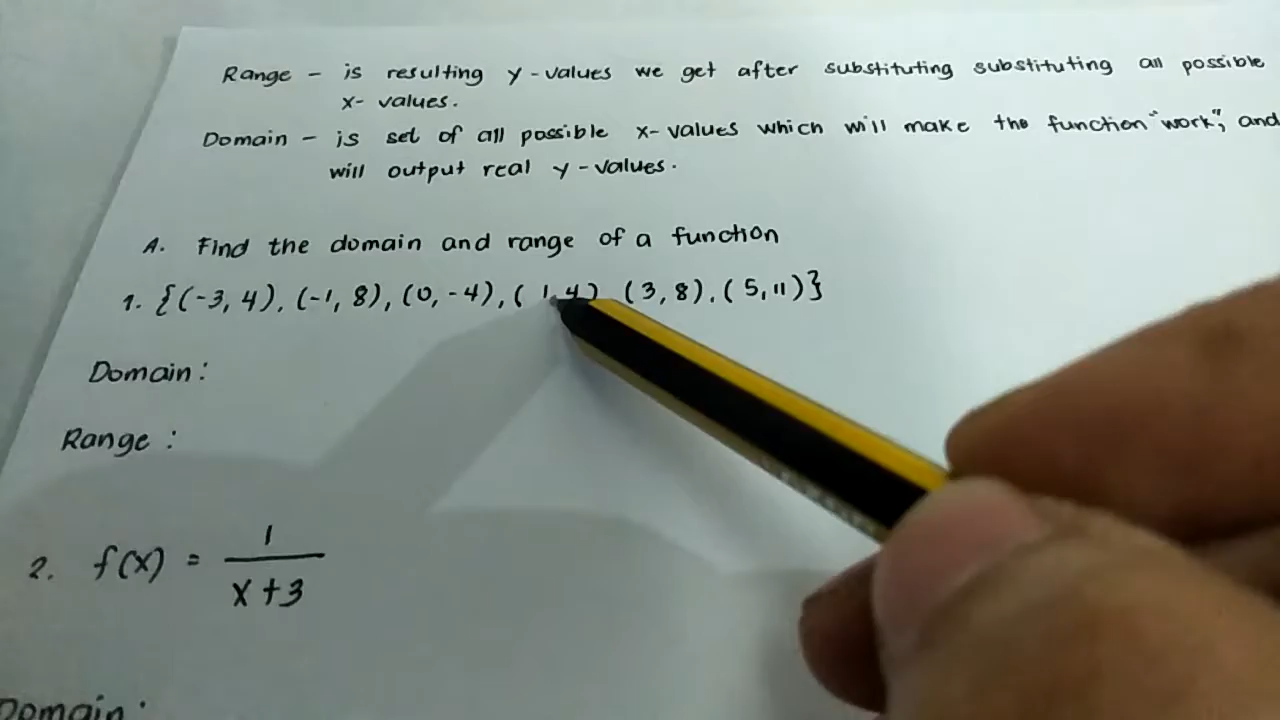 Range - is resulting y-values we get after substituting substituting all possible
x- values.
Domain - is set of all possible x-values which will make the function "work", and
will output real y-values.
A. Find the domain and range of a function
1. {(-3, 4), (-1, 8), (0, -4), (1, 4), (3, 8), (5, 11)}
Domain:
Range:
2. f(x) = 1/x+3
Domain: